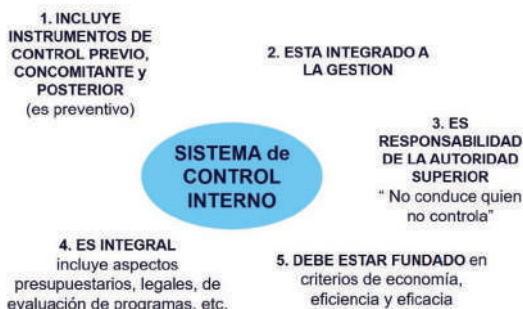 1. INCLUYE
INSTRUMENTOS DE
CONTROL PREVIO,
CONCOMITANTE y
POSTERIOR
(es preventivo)
2. ESTA INTEGRADO A
LA GESTION
3. ES
RESPONSABILIDAD
DE LA AUTORIDAD
SUPERIOR
“ No conduce quien
no controla”
SISTEMA de
CONTROL
INTERNO
4. ES INTEGRAL
incluye aspectos
presupuestarios, legales, de
evaluación de programas, etc.
5. DEBE ESTAR FUNDADO en
criterios de economía,
eficiencia y eficacia